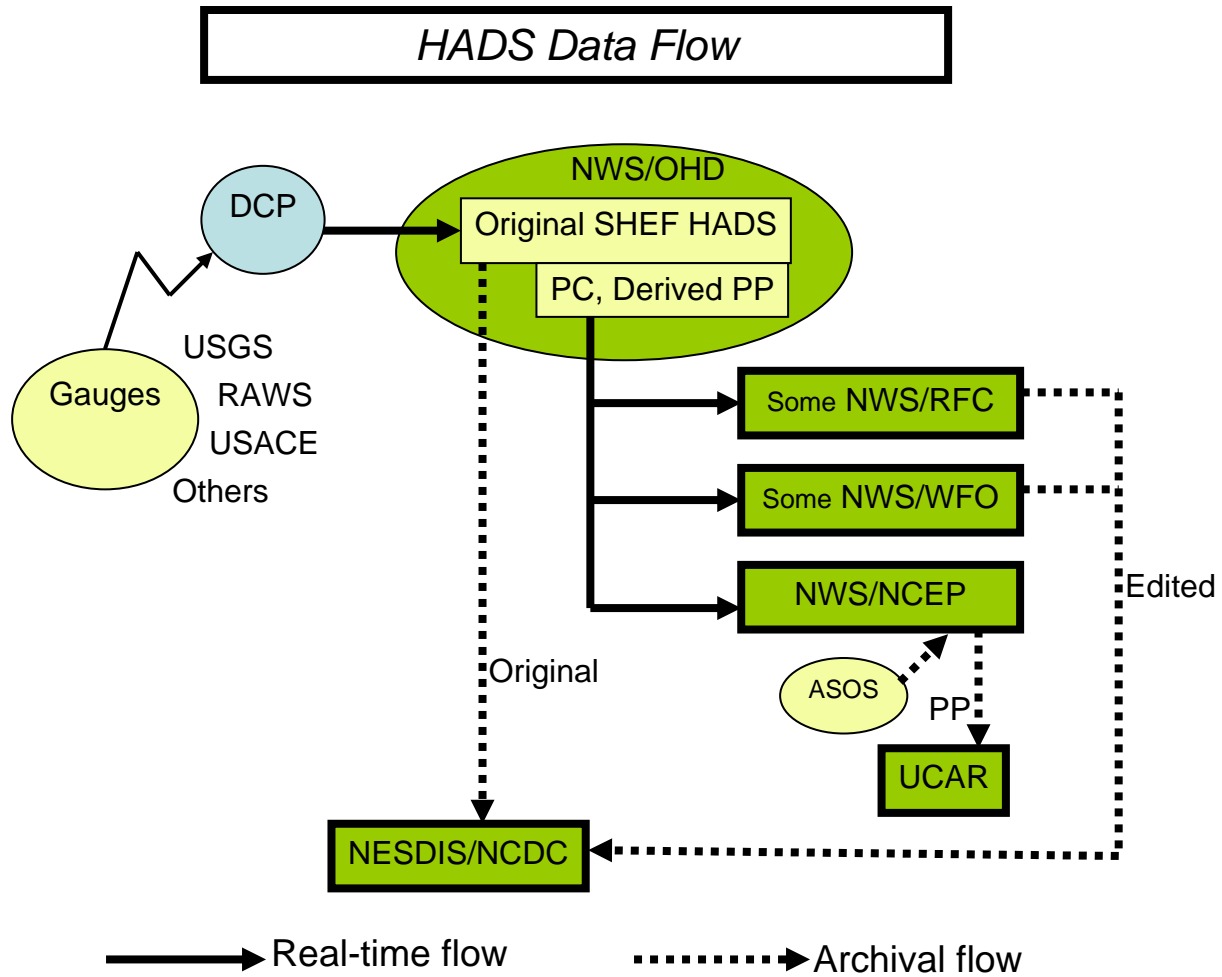 HADS Data Flow
NWS/OHD
DCP
Original SHEF HADS
PC, Derived PP
USGS
Gauges
RAWS
USACE
Others
Some NWS/RFC
Some NWS/WFO
NWS/NCEP
Edited
Original
ASOS
PP
UCAR
NESDIS/NCDC
Real-time flow
Archival flow